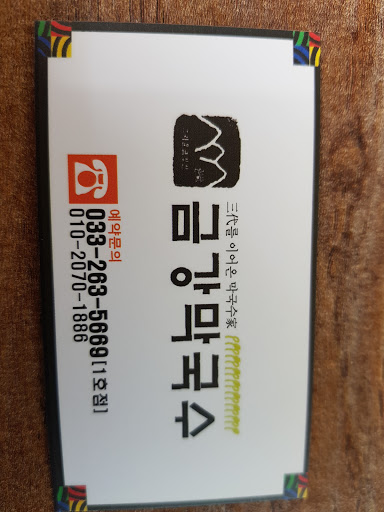 三代를 이어온 막국수家
금강막국수
예약문의
033-263-5669[1호점]
010-2070-1886